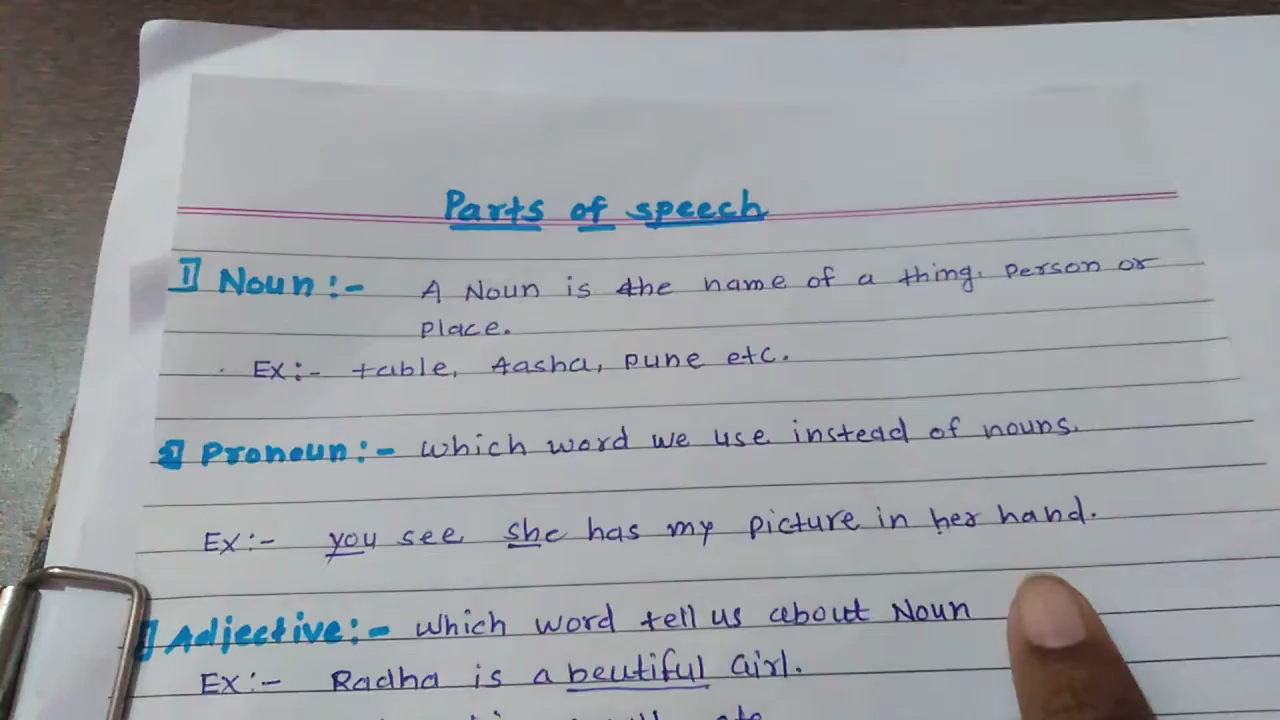 Parts of speech
1] Noun :- A Noun is the name of a thing, person or
place.
Ex:- table, Aasha, pune etc.
2] Pronoun :- which word we use instead of nouns.
Ex:- you see she has my picture in her hand.
] Adjective :- which word tell us about Noun
Ex:- Radha is a beutiful girl.
etc